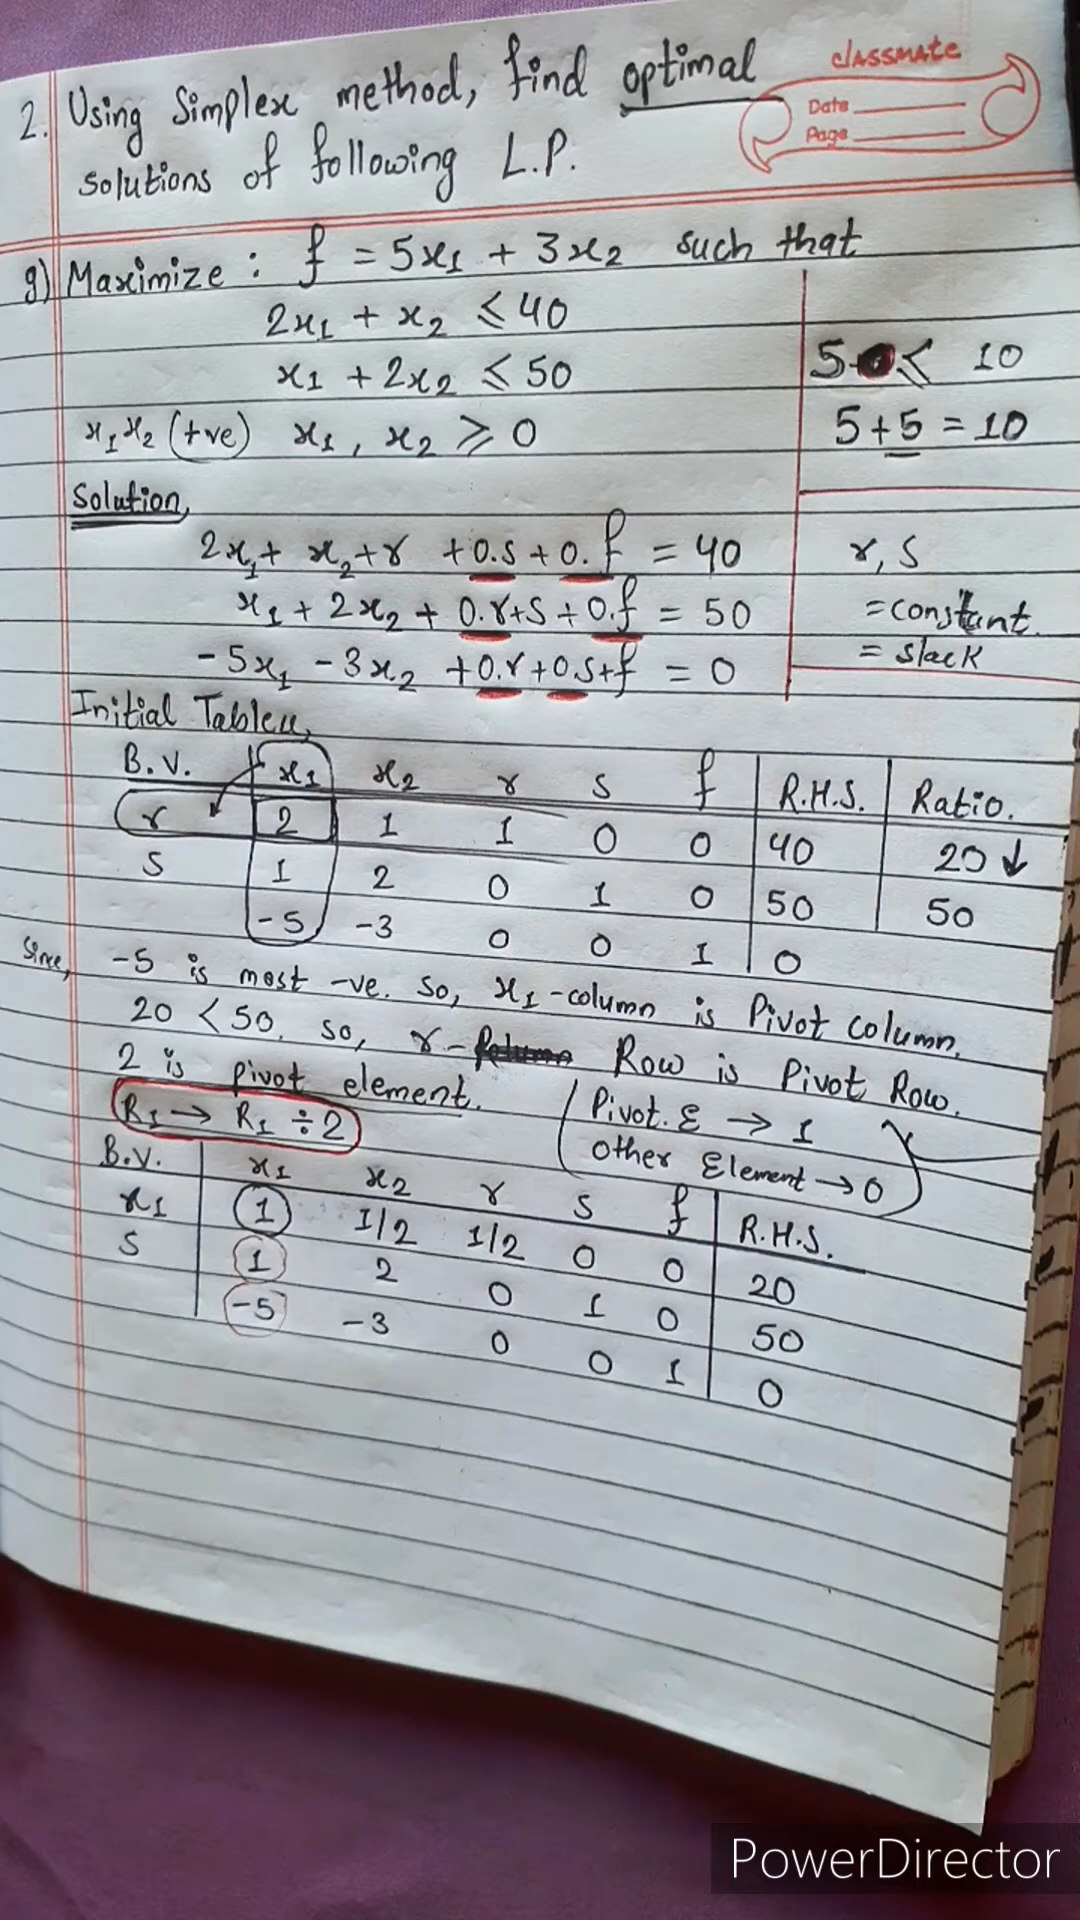 classmate
Date
Page
2. Using Simplex method, find optimal
solutions of following L.P.
g) Maximize : f = 5x₁ + 3x₂ such that
2x₁ + x₂ ≤ 40
x₁ + 2x₂ ≤ 50
x₁x₂ (+ve) x₁, x₂ ≥ 0
5 ≤ 10
5+5 = 10
Solution,
2x₁+ x₂+r +0.s+0.f = 40
x₁ + 2x₂ + 0.r+s+0.f = 50
-5x₁ -3x₂ +0.r+0.s+f = 0
r, s
=constant.
= slack
Initial Tableu,
B.V. x₁ x₂ r s f R.H.S. Ratio.
r 2 1 1 0 0 40 20↓
s 1 2 0 1 0 50 50
-5 -3 0 0 1 0
Since, -5 is most -ve. So, x₁-column is Pivot column.
20 < 50. so, r- Row is Pivot Row.
2 is pivot element.
R₁ → R₁ ÷ 2
Pivot. E → 1
other Element → 0
B.V. x₁ x₂ r s f R.H.S.
x₁ 1 1/2 1/2 0 0 20
s 1 2 0 1 0 50
-5 -3 0 0 1 0
PowerDirector